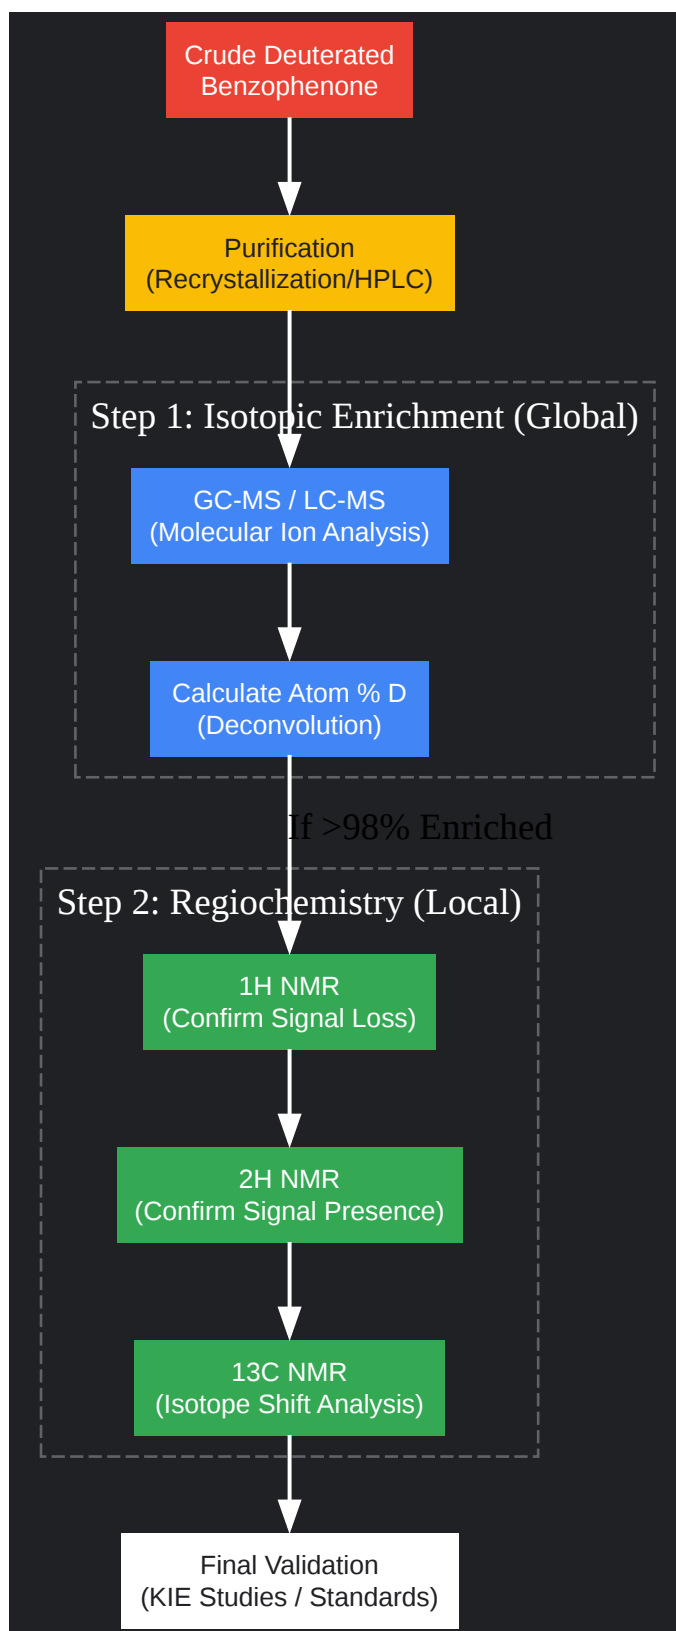 Crude Deuterated
Benzophenone
Purification
(Recrystallization/HPLC)
Step 1: Isotopic Enrichment (Global)
GC-MS / LC-MS
(Molecular Ion Analysis)
Calculate Atom % D
(Deconvolution)
If >98% Enriched
Step 2: Regiochemistry (Local)
1H NMR
(Confirm Signal Loss)
2H NMR
(Confirm Signal Presence)
13C NMR
(Isotope Shift Analysis)
Final Validation
(KIE Studies / Standards)